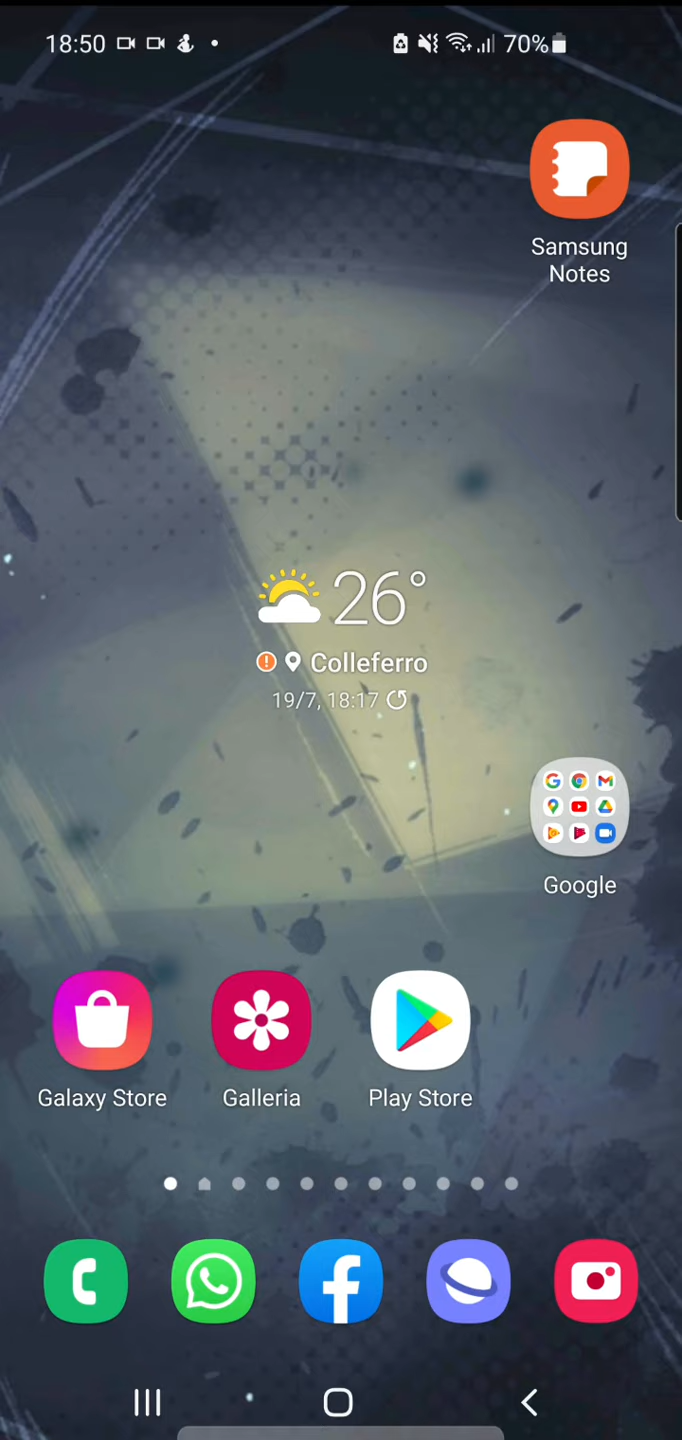 18:50
70%
Samsung
Notes
26°
Colleferro
19/7, 18:17
Google
Galaxy Store
Galleria
Play Store